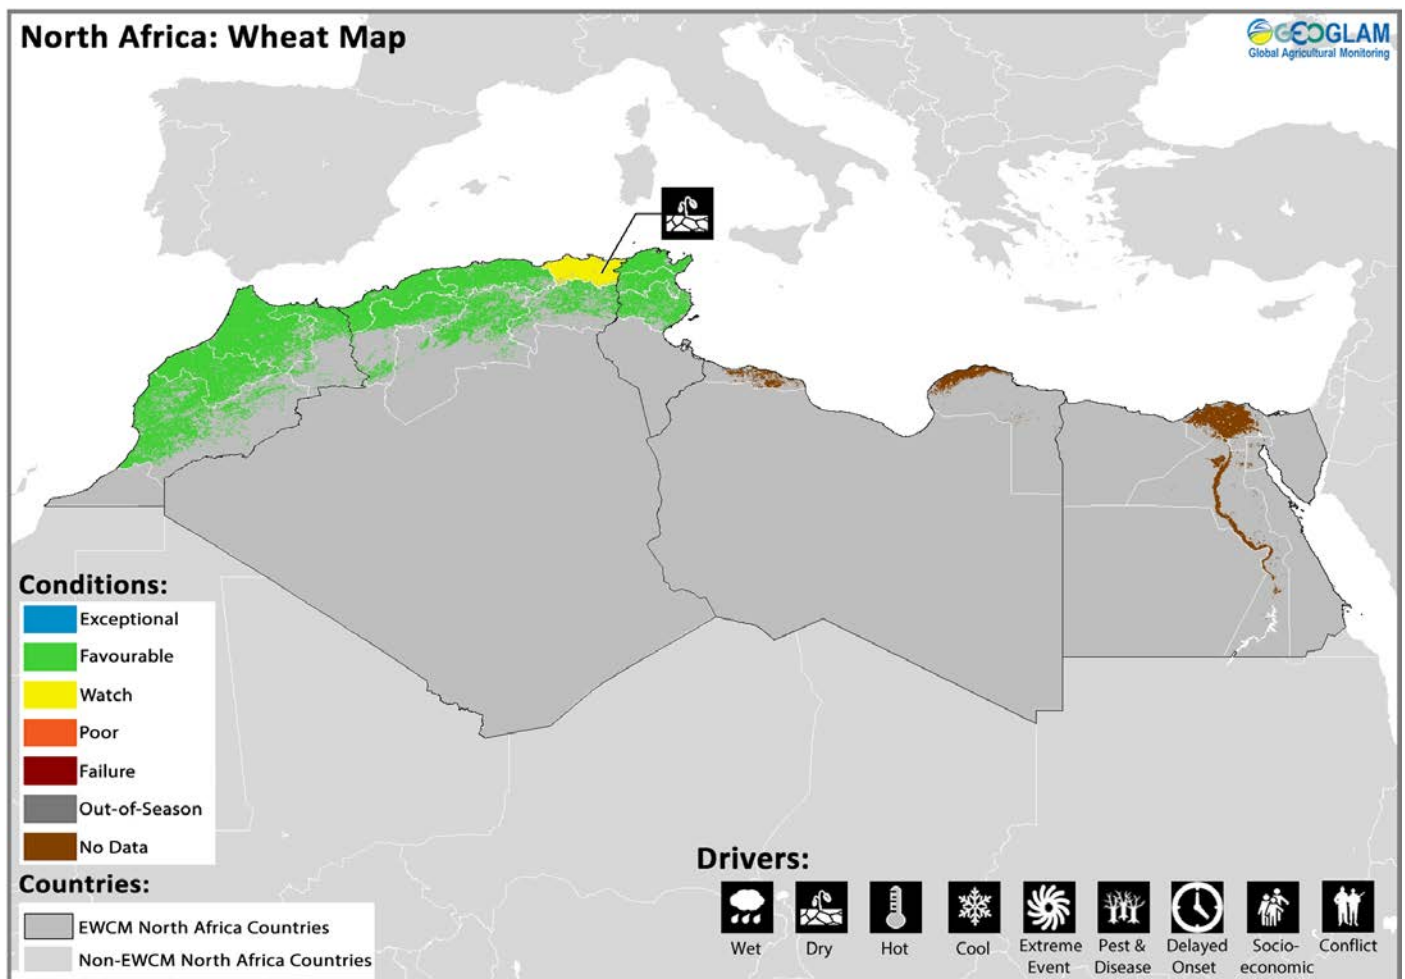 North Africa: Wheat Map
GEOGLAM
Global Agricultural Monitoring
Conditions:
Exceptional
Favourable
Watch
Poor
Failure
Out-of-Season
No Data
Countries:
EWCM North Africa Countries
Non-EWCM North Africa Countries
Drivers:
Wet
Dry
Hot
Cool
Extreme
Event
Pest &
Disease
Delayed
Onset
Socio-
economic
Conflict